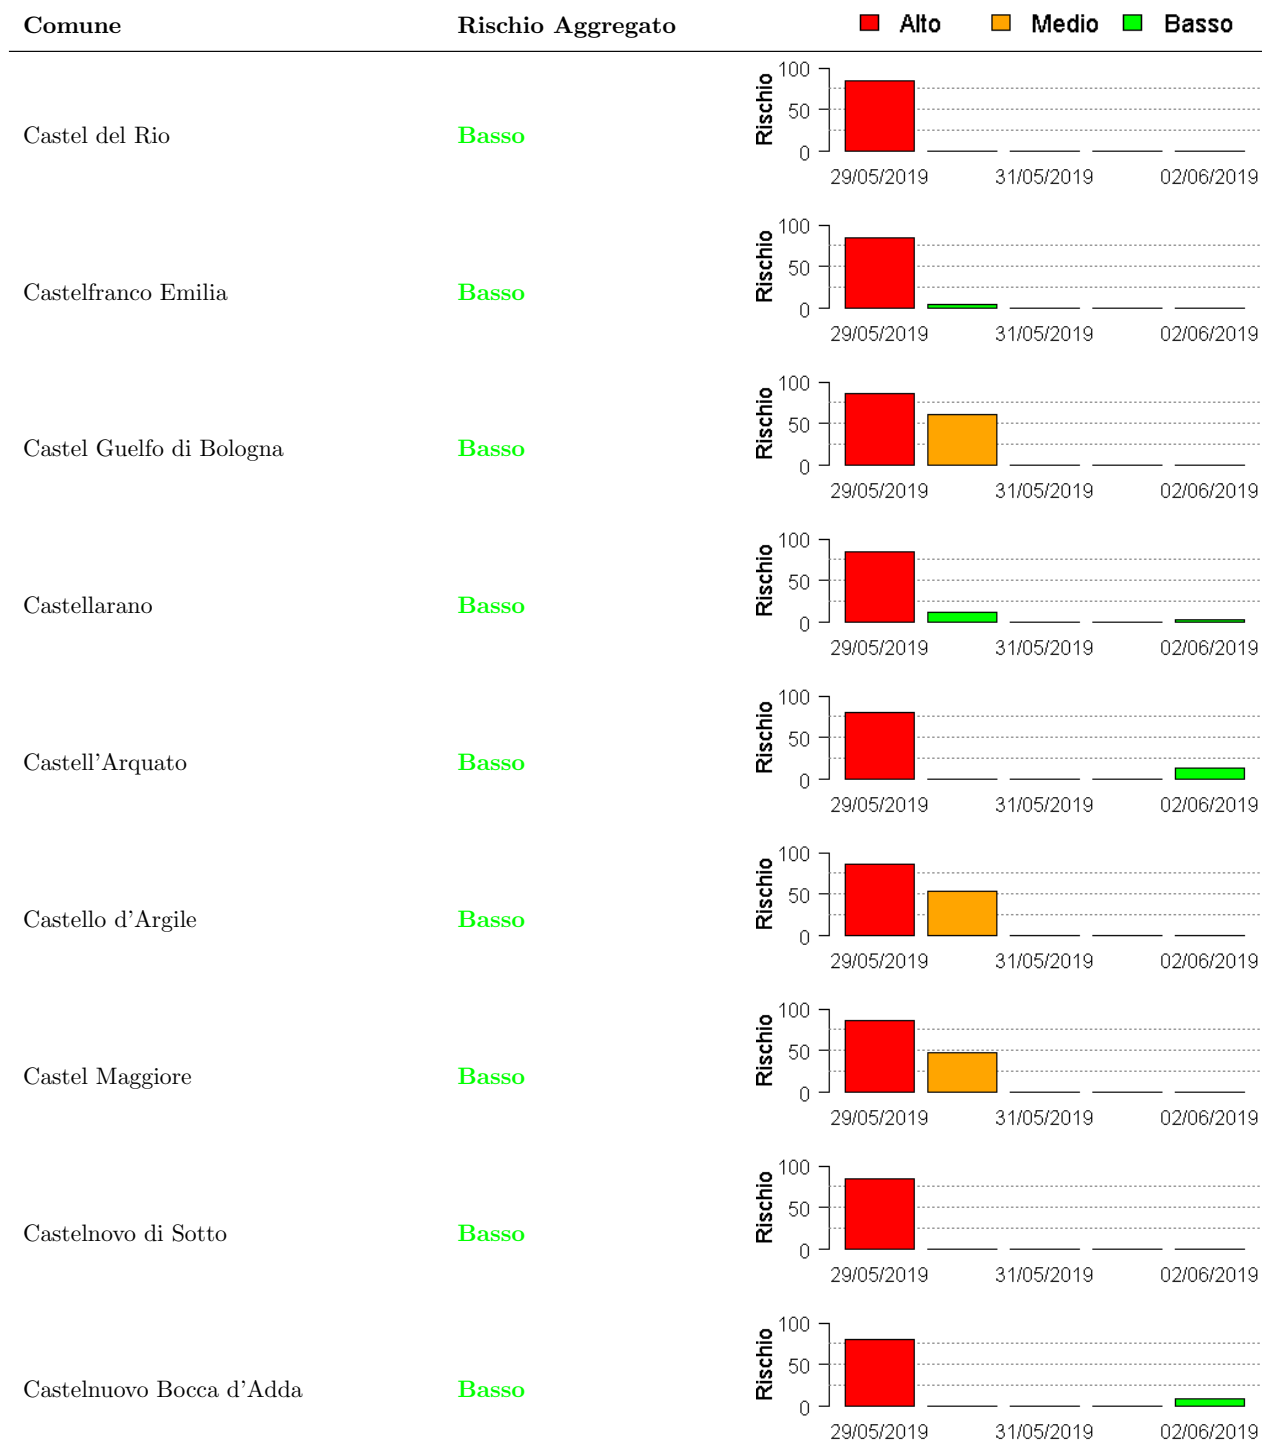 Comune Rischio Aggregato Alto Medio Basso
Castel del Rio Basso
Rischio
100
50
0
29/05/2019 31/05/2019 02/06/2019
Castelfranco Emilia Basso
Rischio
100
50
0
29/05/2019 31/05/2019 02/06/2019
Castel Guelfo di Bologna Basso
Rischio
100
50
0
29/05/2019 31/05/2019 02/06/2019
Castellarano Basso
Rischio
100
50
0
29/05/2019 31/05/2019 02/06/2019
Castell'Arquato Basso
Rischio
100
50
0
29/05/2019 31/05/2019 02/06/2019
Castello d'Argile Basso
Rischio
100
50
0
29/05/2019 31/05/2019 02/06/2019
Castel Maggiore Basso
Rischio
100
50
0
29/05/2019 31/05/2019 02/06/2019
Castelnovo di Sotto Basso
Rischio
100
50
0
29/05/2019 31/05/2019 02/06/2019
Castelnuovo Bocca d'Adda Basso
Rischio
100
50
0
29/05/2019 31/05/2019 02/06/2019